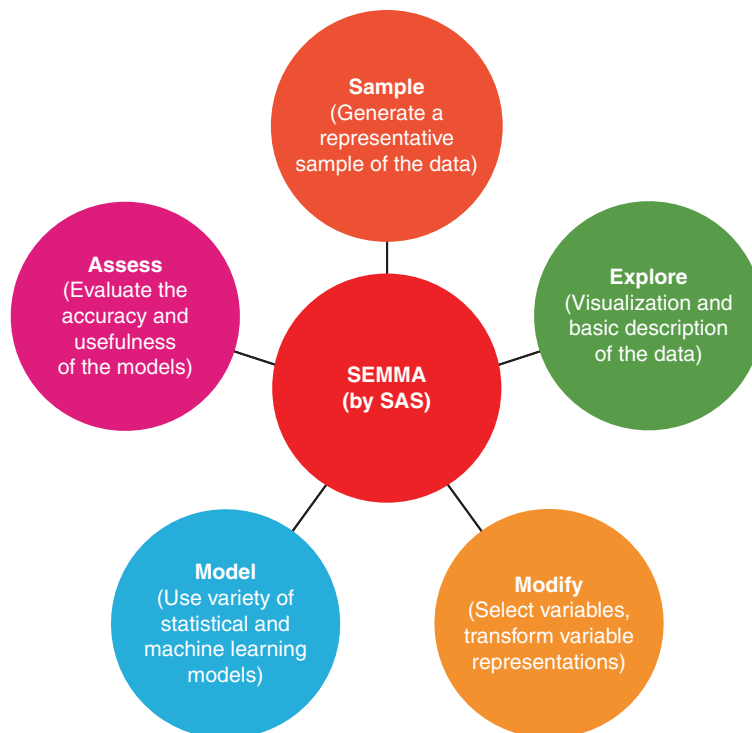 Sample
(Generate a
representative
sample of the data)
Explore
(Visualization and
basic description
of the data)
Modify
(Select variables,
transform variable
representations)
Model
(Use variety of
statistical and
machine learning
models)
Assess
(Evaluate the
accuracy and
usefulness
of the models)
SEMMA
(by SAS)